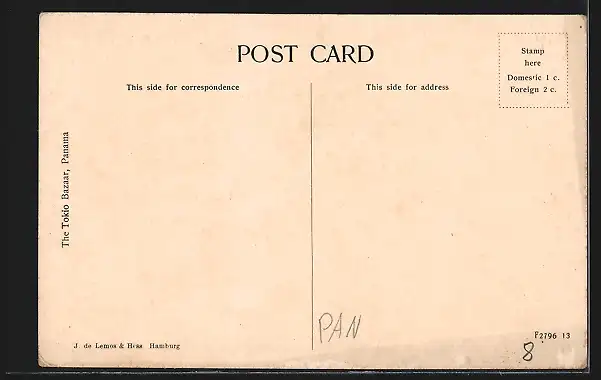 POST CARD
Stamp
here
Domestic 1 c.
Foreign 2 c.
This side for correspondence
This side for address
The Tokio Bazaar, Panama
J. de Lemos & Hess Hamburg
PAN
F2796 13
8